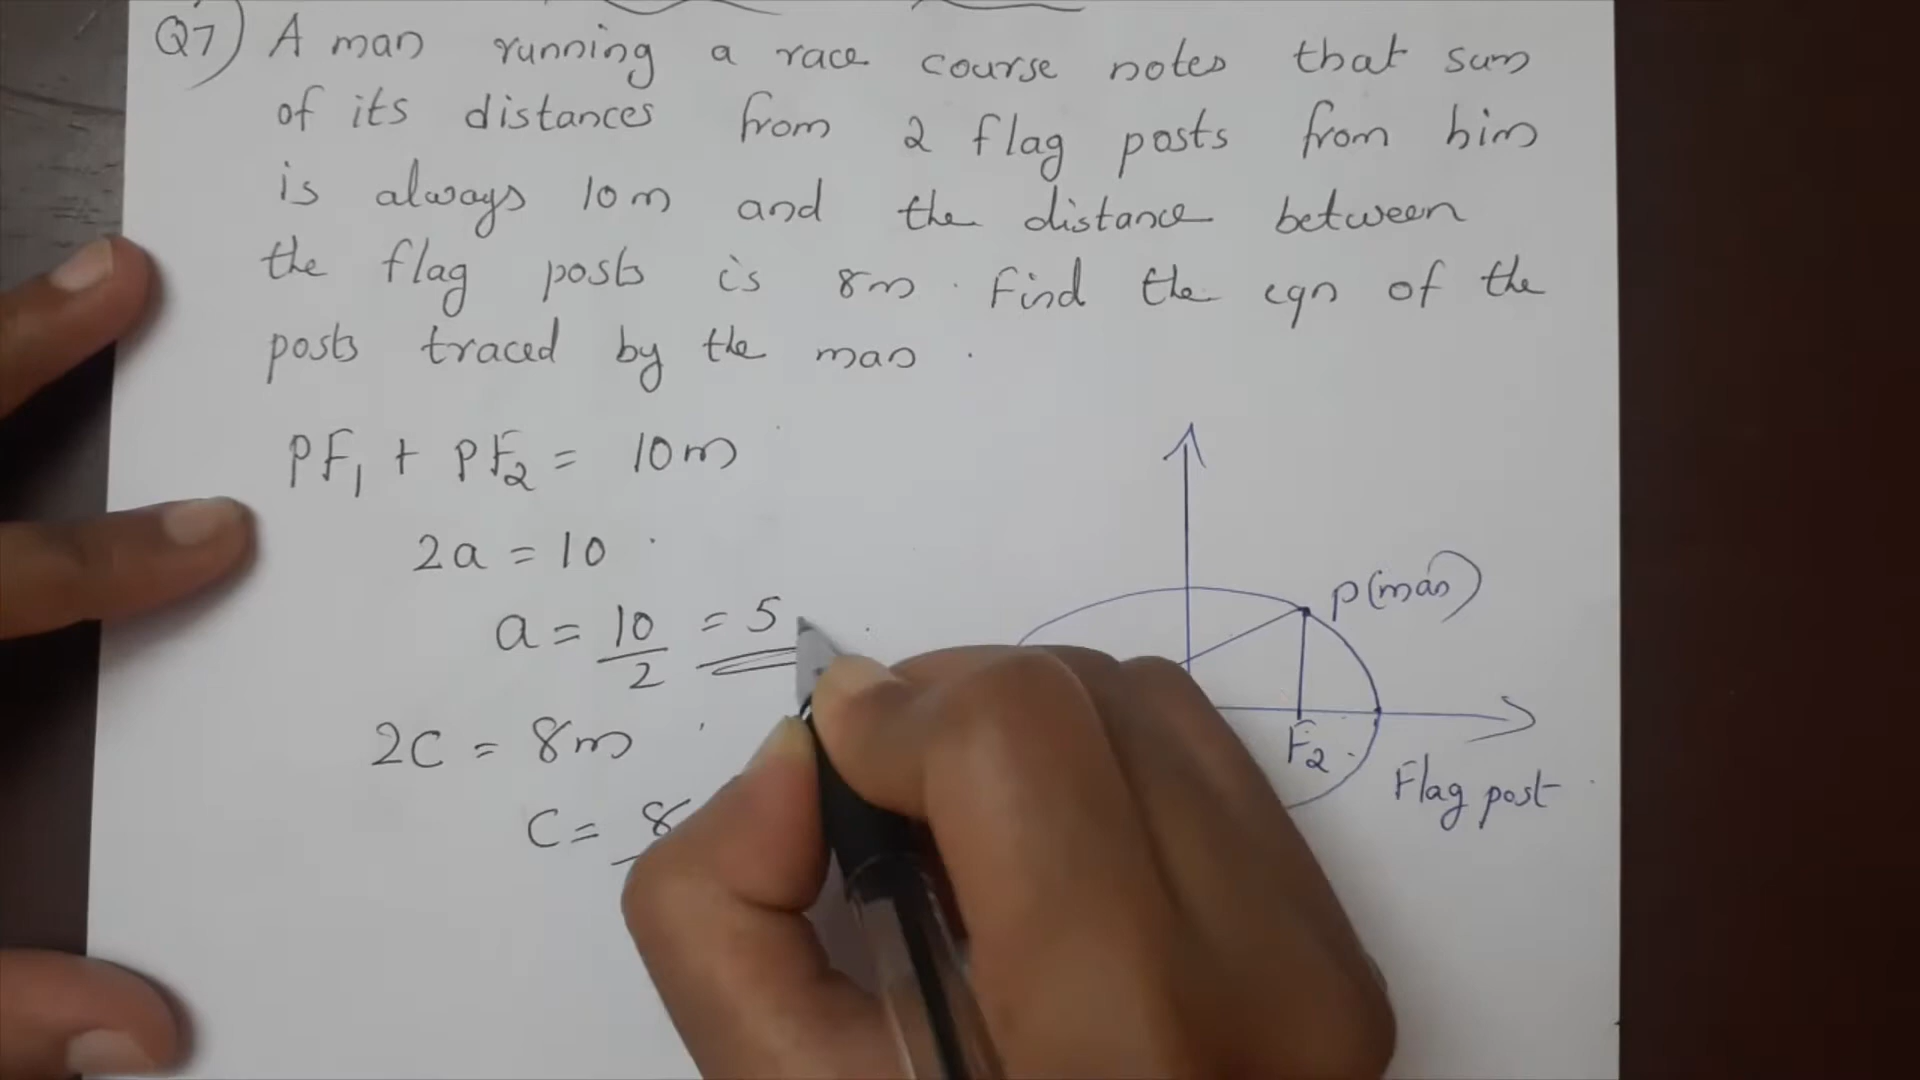 Q7) A man running a race course notes that sum
of its distances from 2 flag posts from him
is always 10m and the distance between
the flag posts is 8m. Find the eqn of the
posts traced by the man.
PF₁ + PF₂ = 10m
2a = 10
a = 10/2 = 5
2c = 8m
c = 8
P(man)
F₂
Flag post